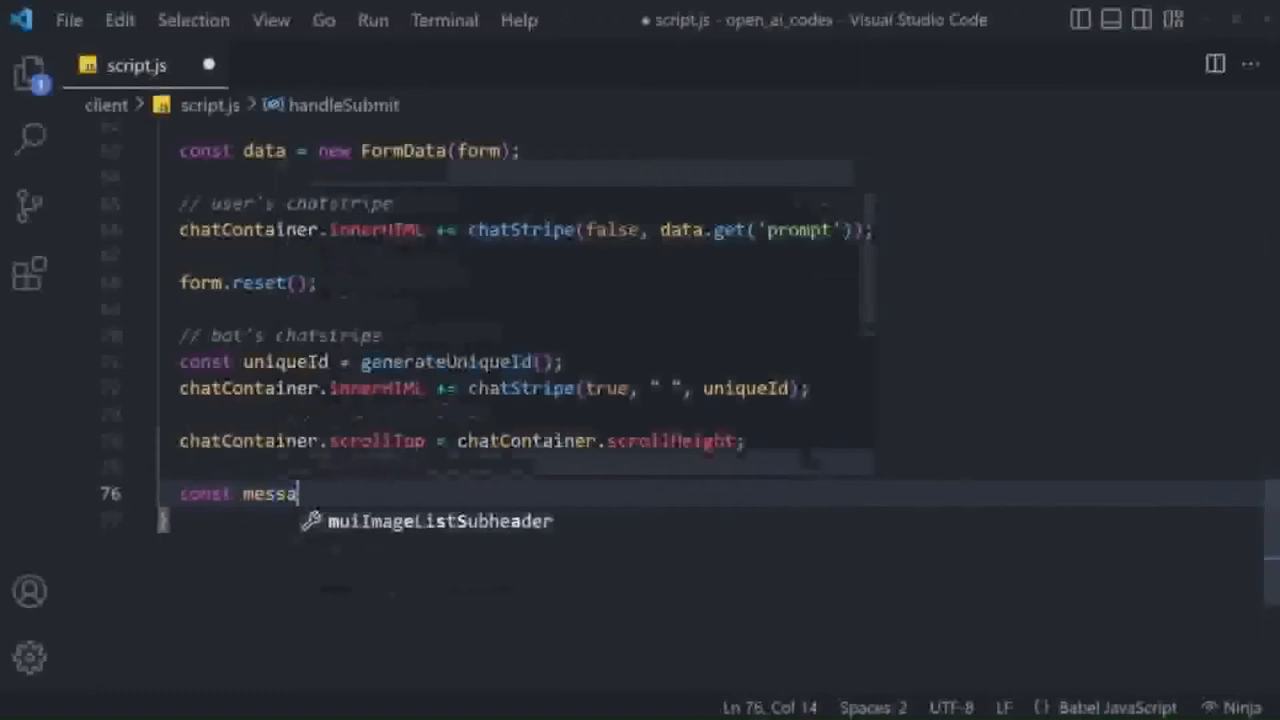 File Edit Selection View Go Run Terminal Help ● script.js - open_ai_codex - Visual Studio Code
1
script.js
client > script.js > handleSubmit
const data = new FormData(form);
// user's chatstripe
chatContainer.innerHTML += chatStripe(false, data.get('prompt'));
form.reset();
// bot's chatstripe
const uniqueId = generateUniqueId();
chatContainer.innerHTML += chatStripe(true, " ", uniqueId);
chatContainer.scrollTop = chatContainer.scrollHeight;
76 const messa
}
muiImageListSubheader
Ln 76, Col 14 Spaces: 2 UTF-8 LF {} Babel JavaScript Ninja